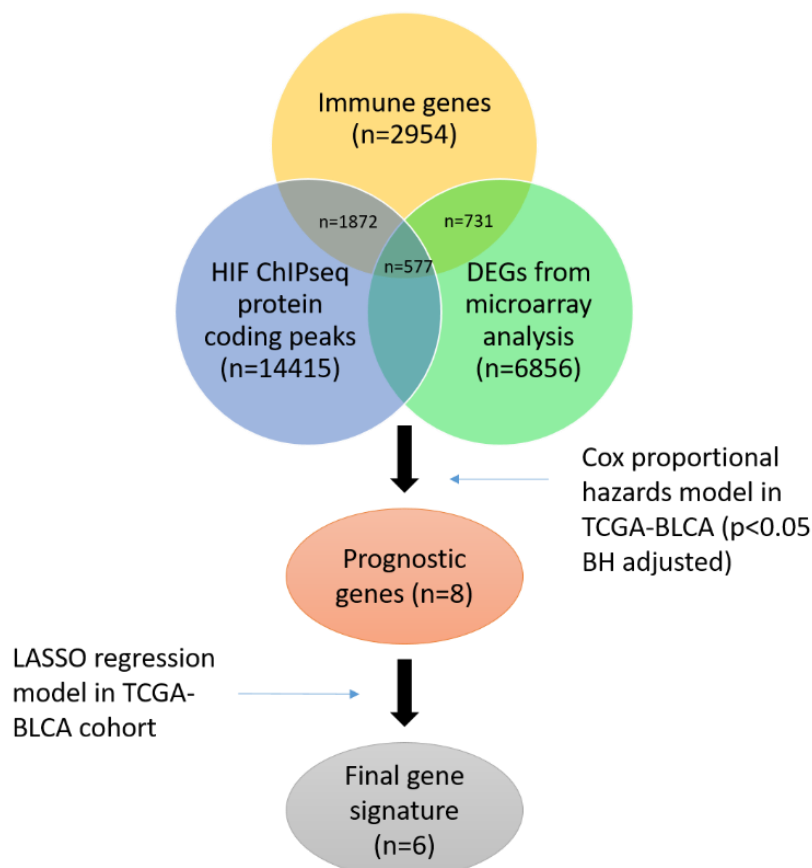 Immune genes
(n=2954)
n=1872
n=731
n=577
HIF ChIPseq
protein
coding peaks
(n=14415)
DEGs from
microarray
analysis
(n=6856)
Cox proportional
hazards model in
TCGA-BLCA (p<0.05
BH adjusted)
Prognostic
genes (n=8)
LASSO regression
model in TCGA-
BLCA cohort
Final gene
signature
(n=6)